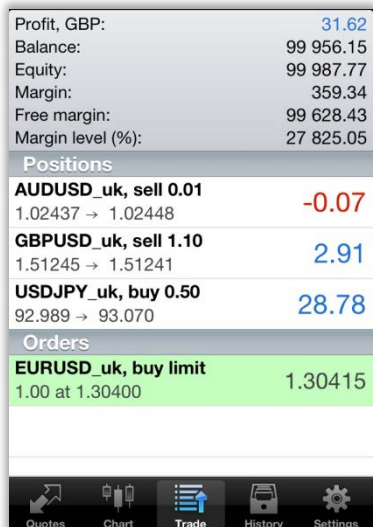 Profit, GBP: 31.62
Balance: 99 956.15
Equity: 99 987.77
Margin: 359.34
Free margin: 99 628.43
Margin level (%): 27 825.05
Positions
AUDUSD_uk, sell 0.01 -0.07
1.02437 → 1.02448
GBPUSD_uk, sell 1.10 2.91
1.51245 → 1.51241
USDJPY_uk, buy 0.50 28.78
92.989 → 93.070
Orders
EURUSD_uk, buy limit 1.30415
1.00 at 1.30400
Quotes Chart Trade History Settings